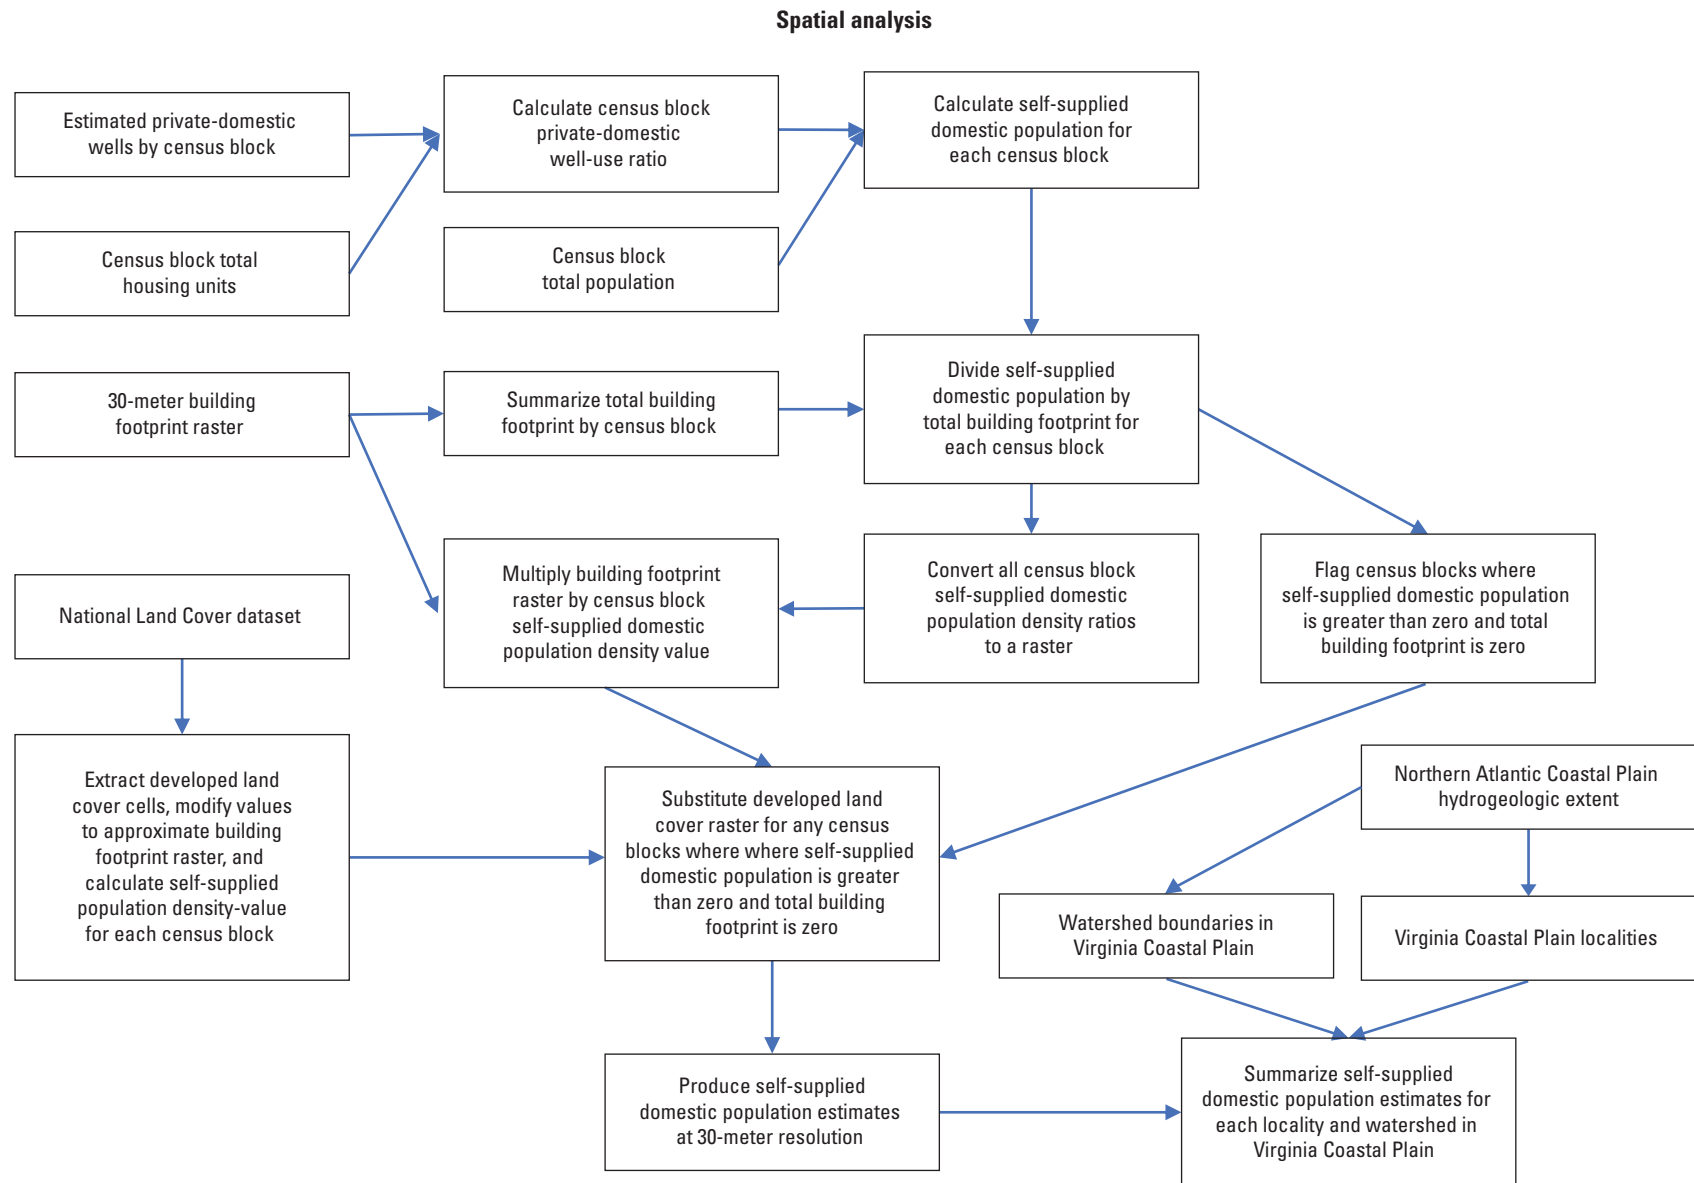 Spatial analysis
Estimated private-domestic
wells by census block
Calculate census block
private-domestic
well-use ratio
Calculate self-supplied
domestic population for
each census block
Census block total
housing units
Census block
total population
30-meter building
footprint raster
Summarize total building
footprint by census block
Divide self-supplied
domestic population by
total building footprint for
each census block
National Land Cover dataset
Multiply building footprint
raster by census block
self-supplied domestic
population density value
Convert all census block
self-supplied domestic
population density ratios
to a raster
Flag census blocks where
self-supplied domestic population
is greater than zero and total
building footprint is zero
Extract developed land
cover cells, modify values
to approximate building
footprint raster, and
calculate self-supplied
population density-value
for each census block
Substitute developed land
cover raster for any census
blocks where where self-supplied
domestic population is greater
than zero and total building
footprint is zero
Northern Atlantic Coastal Plain
hydrogeologic extent
Watershed boundaries in
Virginia Coastal Plain
Virginia Coastal Plain localities
Produce self-supplied
domestic population estimates
at 30-meter resolution
Summarize self-supplied
domestic population estimates for
each locality and watershed in
Virginia Coastal Plain